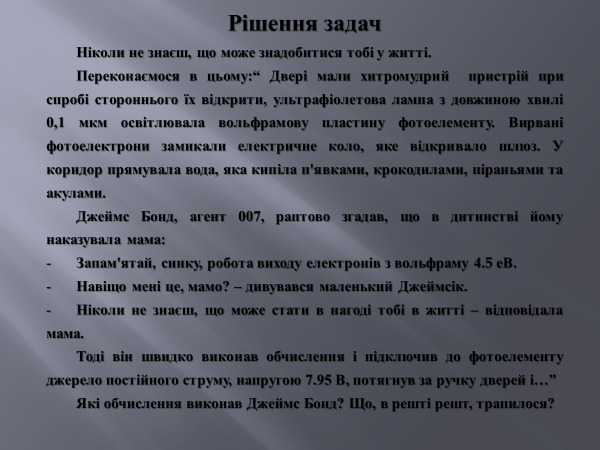 Рішення задач
Ніколи не знаєш, що може знадобитися тобі у житті.
Переконаємося в цьому:“ Двері мали хитромудрий пристрій при
спробі стороннього їх відкрити, ультрафіолетова лампа з довжиною хвилі
0,1 мкм освітлювала вольфрамову пластину фотоелементу. Вирвані
фотоелектрони замикали електричне коло, яке відкривало шлюз. У
коридор прямувала вода, яка кипіла п'явками, крокодилами, піраньями та
акулами.
Джеймс Бонд, агент 007, раптово згадав, що в дитинстві йому
наказувала мама:
- Запам'ятай, синку, робота виходу електронів з вольфраму 4.5 еВ.
- Навіщо мені це, мамо? – дивувався маленький Джеймсік.
- Ніколи не знаєш, що може стати в нагоді тобі в житті – відповідала
мама.
Тоді він швидко виконав обчислення і підключив до фотоелементу
джерело постійного струму, напругою 7.95 В, потягнув за ручку дверей і…”
Які обчислення виконав Джеймс Бонд? Що, в решті решт, трапилося?